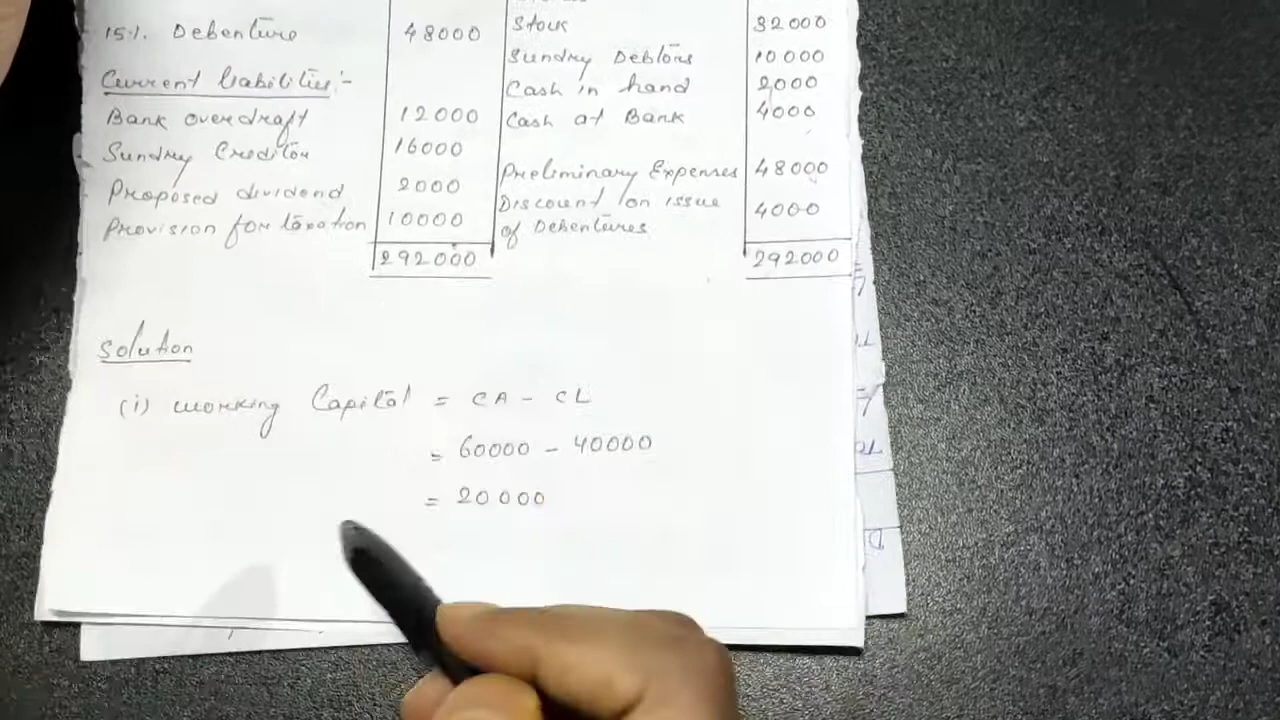 15%. Debenture 48000 Stock 32000
Sundry Debtors 10000
Current liabilities:-
Cash in hand 2000
Bank overdraft 12000 Cash at Bank 4000
Sundry Creditor 16000
Preliminary Expenses 48000
Proposed dividend 2000 Discount on issue 4000
Provision for taxation 10000 of Debentures
292000 292000
Solution
(i) Working Capital = CA - CL
= 60000 - 40000
= 20000